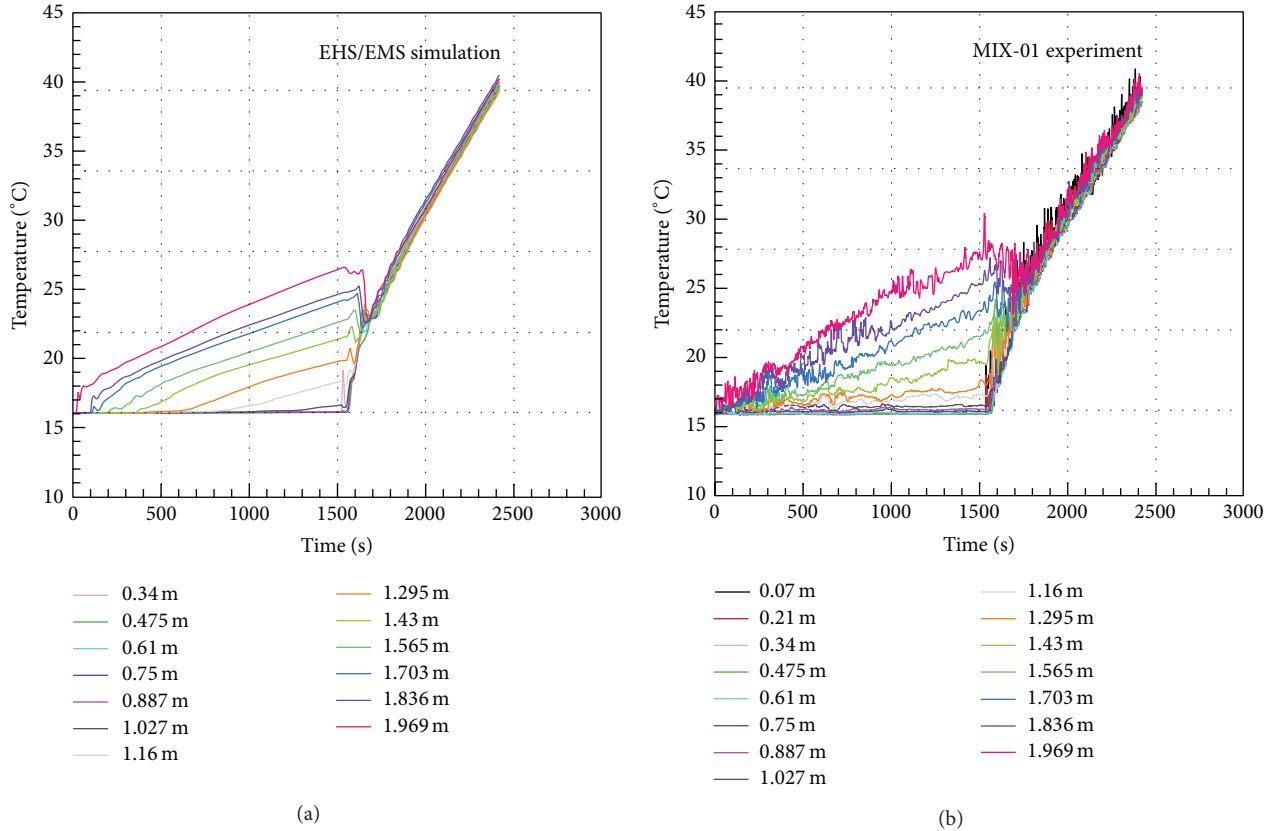 45
40
35
30
25
20
15
10
Temperature (°C)
EHS/EMS simulation
0 500 1000 1500 2000 2500 3000
Time (s)
0.34 m
0.475 m
0.61 m
0.75 m
0.887 m
1.027 m
1.16 m
1.295 m
1.43 m
1.565 m
1.703 m
1.836 m
1.969 m
(a)
45
40
35
30
25
20
15
10
Temperature (°C)
MIX-01 experiment
0 500 1000 1500 2000 2500 3000
Time (s)
0.07 m
0.21 m
0.34 m
0.475 m
0.61 m
0.75 m
0.887 m
1.027 m
1.16 m
1.295 m
1.43 m
1.565 m
1.703 m
1.836 m
1.969 m
(b)